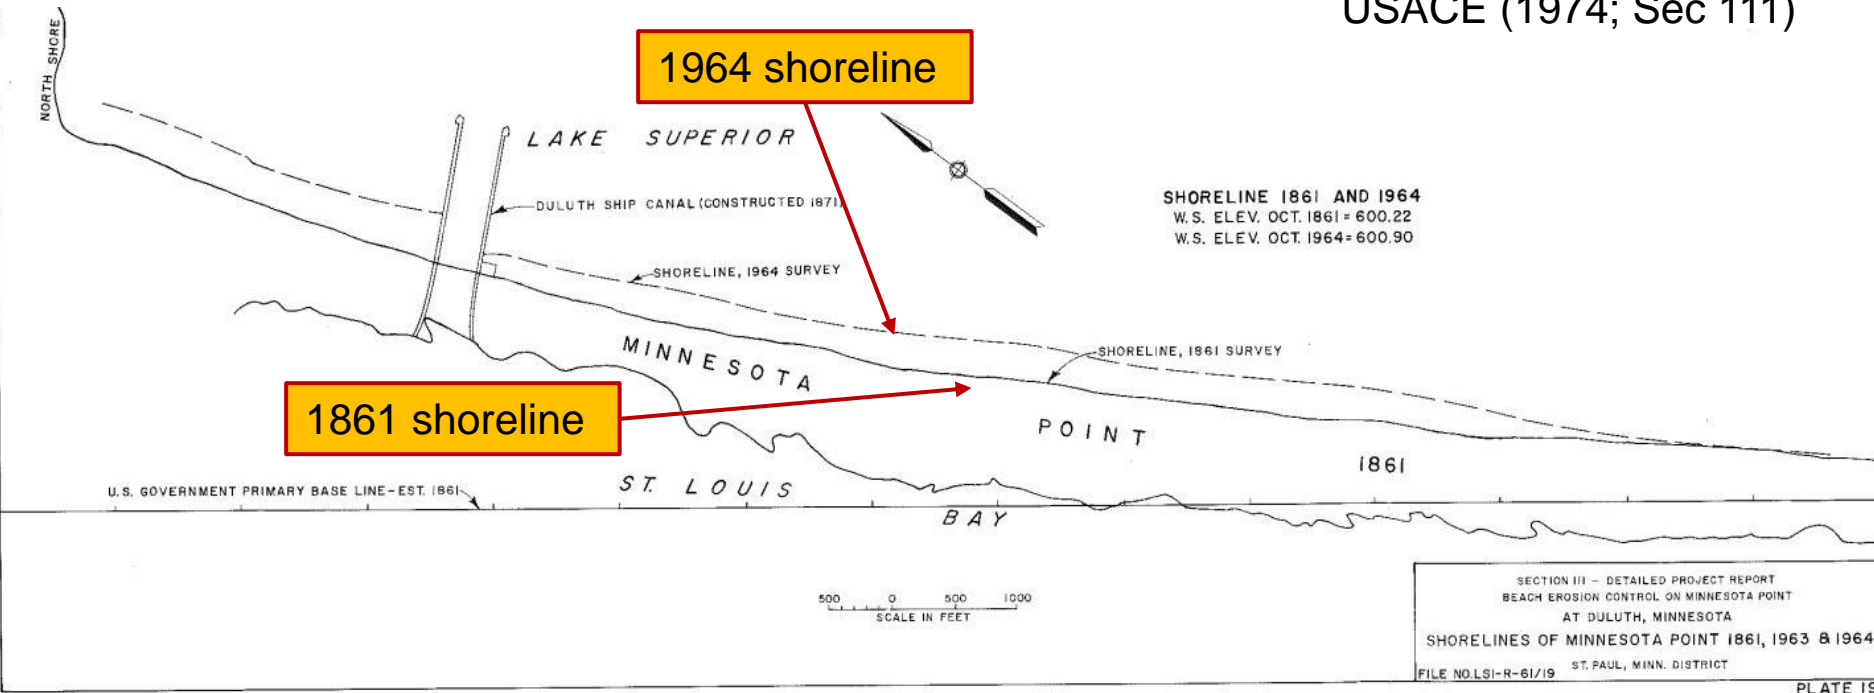 USACE (1974; Sec 111)
NORTH SHORE
1964 shoreline
LAKE SUPERIOR
DULUTH SHIP CANAL (CONSTRUCTED 1871)
SHORELINE 1861 AND 1964
W.S. ELEV. OCT. 1861 = 600.22
W.S. ELEV. OCT. 1964 = 600.90
SHORELINE, 1964 SURVEY
MINNESOTA
SHORELINE, 1861 SURVEY
1861 shoreline
POINT
1861
U.S. GOVERNMENT PRIMARY BASE LINE-EST. 1861
ST. LOUIS
BAY
500 0 500 1000
SCALE IN FEET
SECTION III - DETAILED PROJECT REPORT
BEACH EROSION CONTROL ON MINNESOTA POINT
AT DULUTH, MINNESOTA
SHORELINES OF MINNESOTA POINT 1861, 1963 & 1964
FILE NO. LSI-R-61/19 ST. PAUL, MINN. DISTRICT
PLATE 19